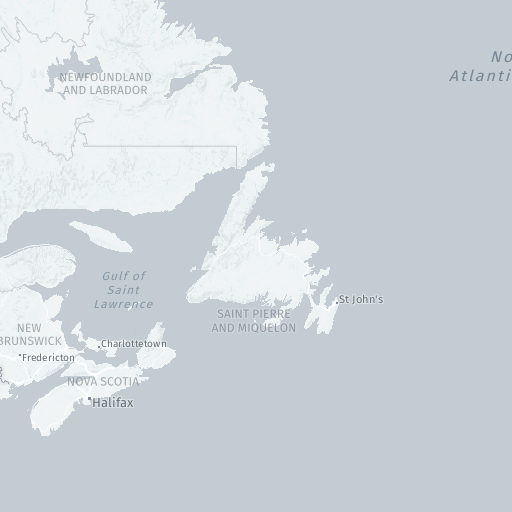 No
Atlanti
NEWFOUNDLAND
AND LABRADOR
Gulf of
Saint
Lawrence
St John's
SAINT PIERRE
AND MIQUELON
NEW
BRUNSWICK
Charlottetown
Fredericton
NOVA SCOTIA
Halifax